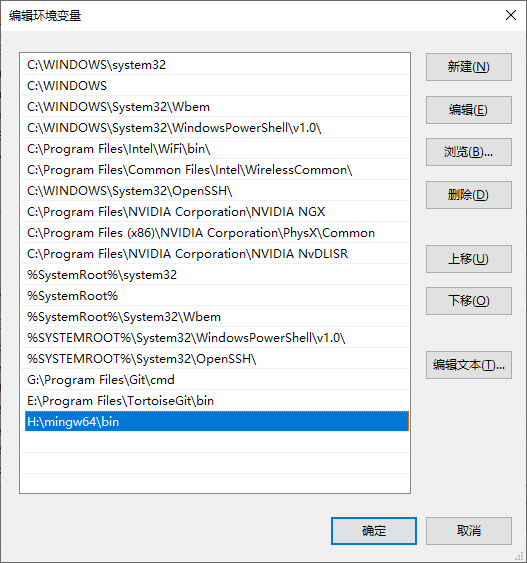 编辑环境变量
C:\WINDOWS\system32
C:\WINDOWS
C:\WINDOWS\System32\Wbem
C:\WINDOWS\System32\WindowsPowerShell\v1.0\
C:\Program Files\Intel\WiFi\bin\
C:\Program Files\Common Files\Intel\WirelessCommon\
C:\WINDOWS\System32\OpenSSH\
C:\Program Files\NVIDIA Corporation\NVIDIA NGX
C:\Program Files (x86)\NVIDIA Corporation\PhysX\Common
C:\Program Files\NVIDIA Corporation\NVIDIA NvDLISR
%SystemRoot%\system32
%SystemRoot%
%SystemRoot%\System32\Wbem
%SYSTEMROOT%\System32\WindowsPowerShell\v1.0\
%SYSTEMROOT%\System32\OpenSSH\
G:\Program Files\Git\cmd
E:\Program Files\TortoiseGit\bin
H:\mingw64\bin
新建(N)
编辑(E)
浏览(B)...
删除(D)
上移(U)
下移(O)
编辑文本(T)...
确定
取消